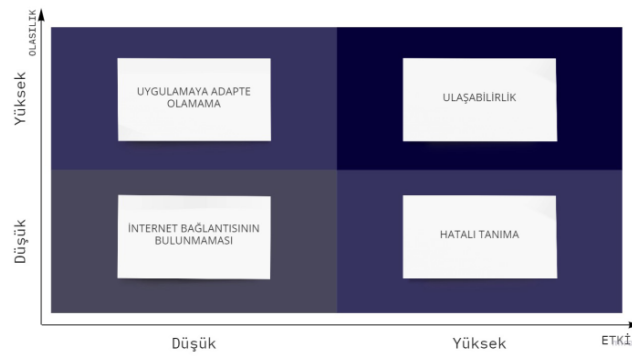 OLASILIK
Yüksek
UYGULAMAYA ADAPTE
OLAMAMA
ULAŞABİLİRLİK
Düşük
İNTERNET BAĞLANTISININ
BULUNMAMASI
HATALI TANIMA
Düşük
Yüksek
ETKİ